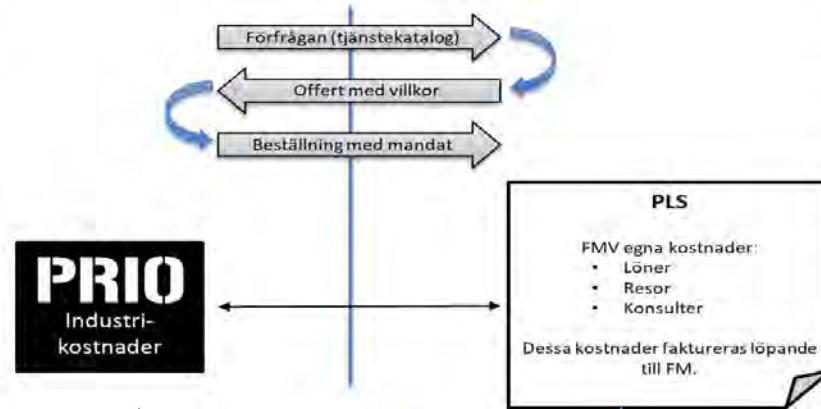 Förfrågan (tjänstekatalog)
Offert med villkor
Beställning med mandat
PRIO
Industri-
kostnader
PLS
FMV egna kostnader:
• Löner
• Resor
• Konsulter
Dessa kostnader faktureras löpande
till FM.